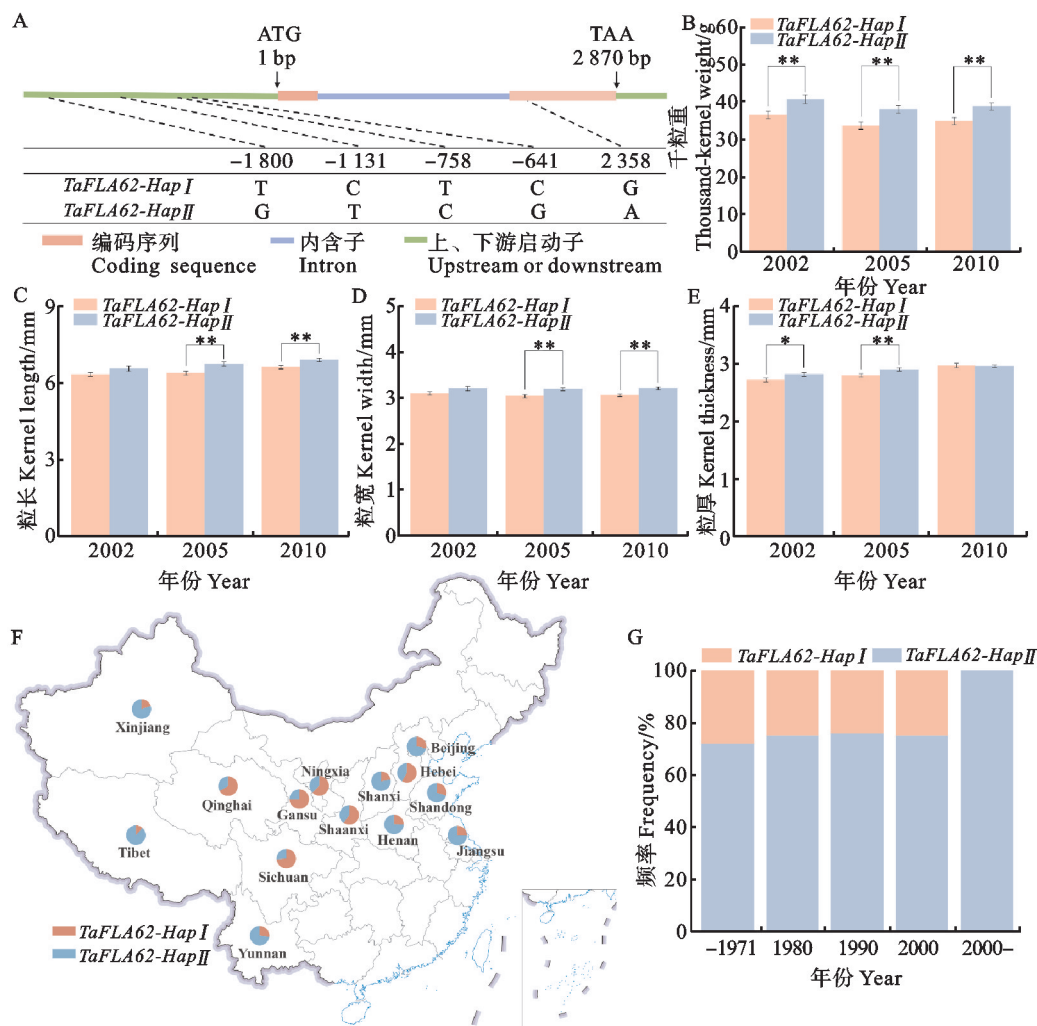 A
ATG
1 bp
TAA
2 870 bp
−1800 −1131 −758 −641 2 358
TaFLA62-Hap I T C T C G
TaFLA62-Hap II G T C G A
编码序列 内含子 上、下游启动子
Coding sequence Intron Upstream or downstream
B
TaFLA62-Hap I
TaFLA62-Hap II
千粒重
Thousand-kernel weight/g
60
50
40
30
20
10
0
** ** **
2002 2005 2010
年份 Year
C
TaFLA62-Hap I
TaFLA62-Hap II
粒长 Kernel length/mm
9
6
3
0
** **
2002 2005 2010
年份 Year
D
TaFLA62-Hap I
TaFLA62-Hap II
粒宽 Kernel width/mm
5
4
3
2
1
0
** **
2002 2005 2010
年份 Year
E
TaFLA62-Hap I
TaFLA62-Hap II
粒厚 Kernel thickness/mm
4
3
2
1
0
* **
2002 2005 2010
年份 Year
F
Xinjiang
Beijing
Ningxia
Hebei
Qinghai
Shanxi
Gansu
Shandong
Shaanxi
Henan
Tibet
Jiangsu
Sichuan
Yunnan
TaFLA62-Hap I
TaFLA62-Hap II
G
TaFLA62-Hap I TaFLA62-Hap II
频率 Frequency/%
100
80
60
40
20
0
−1971 1980 1990 2000 2000−
年份 Year